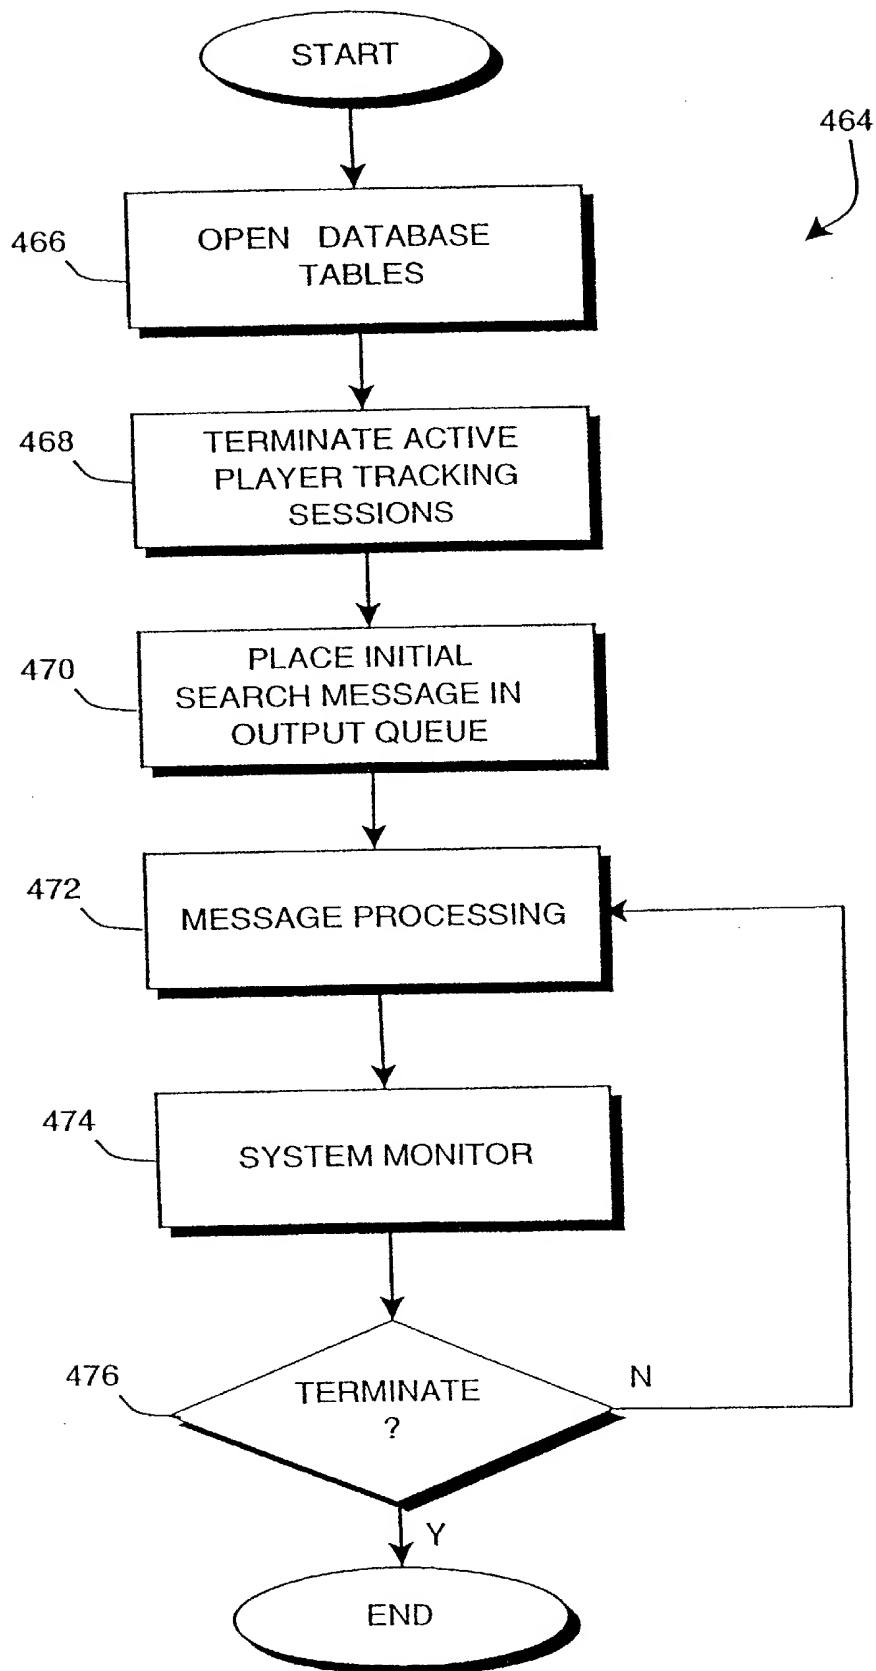 START
464
466
OPEN DATABASE
TABLES
468
TERMINATE ACTIVE
PLAYER TRACKING
SESSIONS
470
PLACE INITIAL
SEARCH MESSAGE IN
OUTPUT QUEUE
472
MESSAGE PROCESSING
474
SYSTEM MONITOR
476
TERMINATE
?
N
Y
END